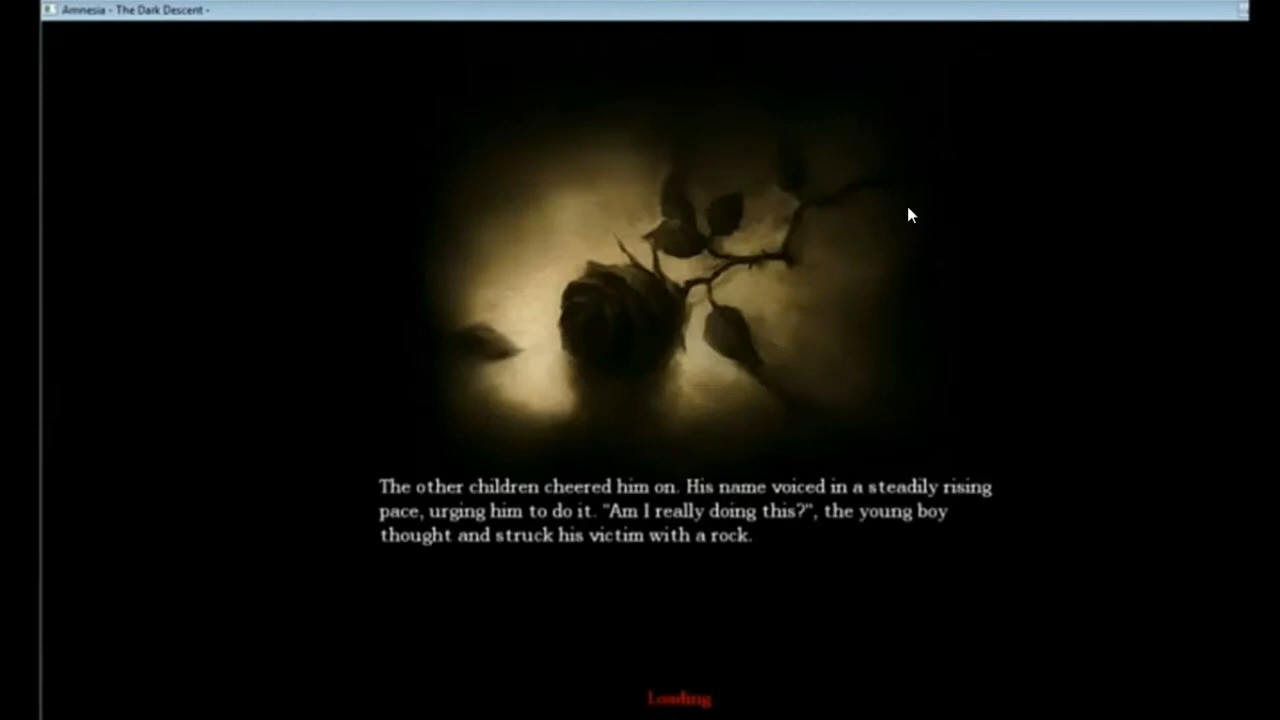 Amnesia - The Dark Descent -
The other children cheered him on. His name voiced in a steadily rising
pace, urging him to do it. "Am I really doing this?", the young boy
thought and struck his victim with a rock.
Loading